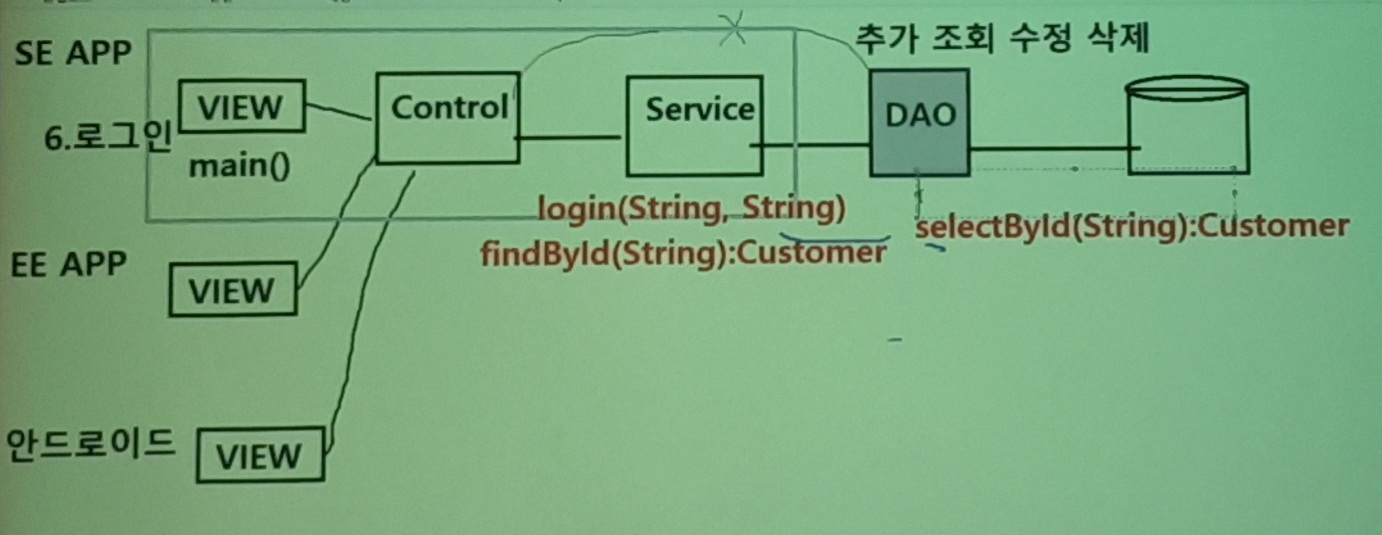 추가 조회 수정 삭제
SE APP
VIEW
Control
Service
DAO
6.로그인
main()
login(String, String)
findById(String):Customer
selectById(String):Customer
EE APP
VIEW
안드로이드
VIEW